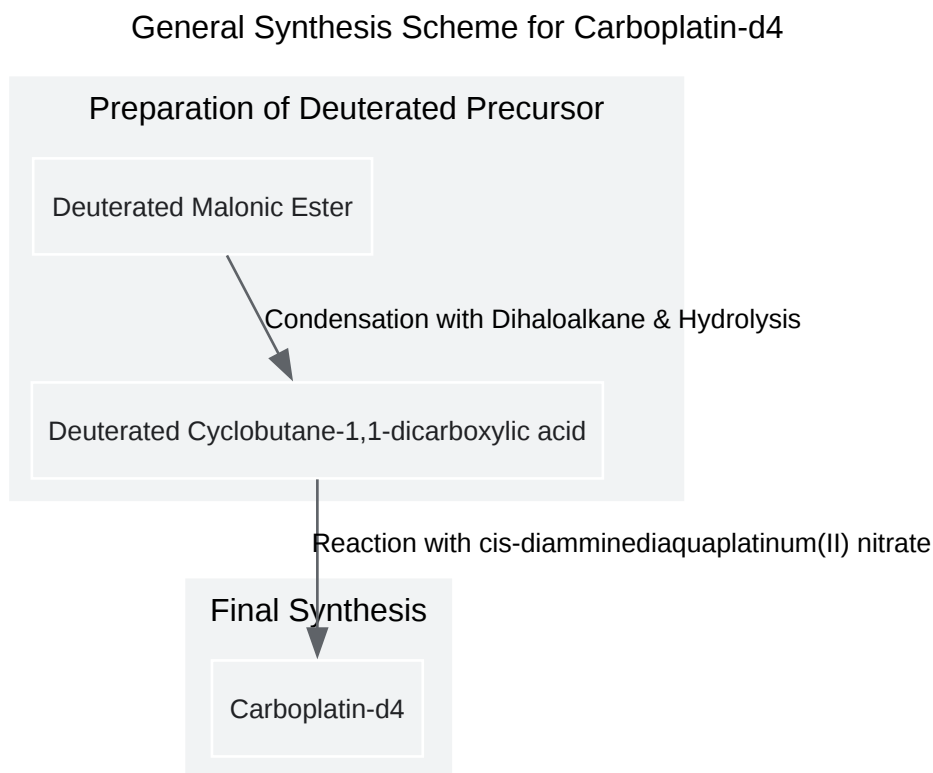 General Synthesis Scheme for Carboplatin-d4
Preparation of Deuterated Precursor
Deuterated Malonic Ester
Condensation with Dihaloalkane & Hydrolysis
Deuterated Cyclobutane-1,1-dicarboxylic acid
Reaction with cis-diamminediaquaplatinum(II) nitrate
Final Synthesis
Carboplatin-d4